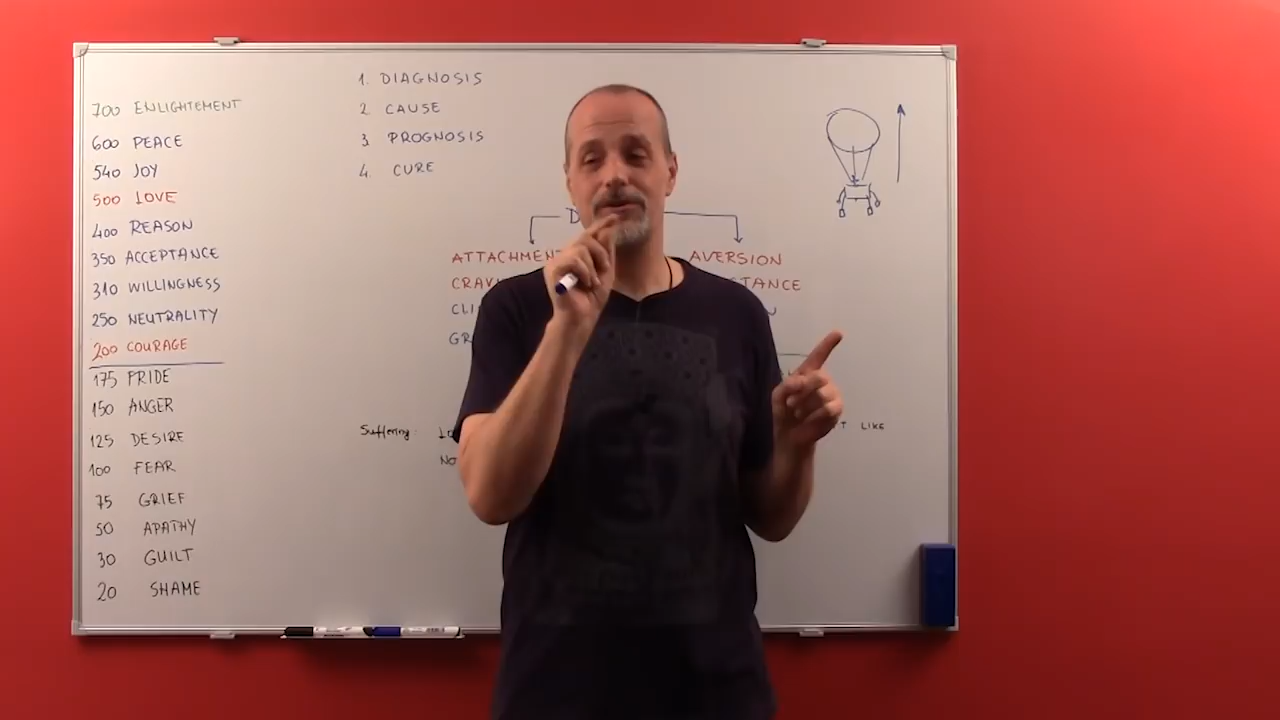 700 ENLIGHTEMENT
600 PEACE
540 JOY
500 LOVE
400 REASON
350 ACCEPTANCE
310 WILLINGNESS
250 NEUTRALITY
200 COURAGE
175 PRIDE
150 ANGER
125 DESIRE
100 FEAR
75 GRIEF
50 APATHY
30 GUILT
20 SHAME
1. DIAGNOSIS
2. CAUSE
3. PROGNOSIS
4. CURE
ATTACHMENT AVERSION
Suffering: LIKE